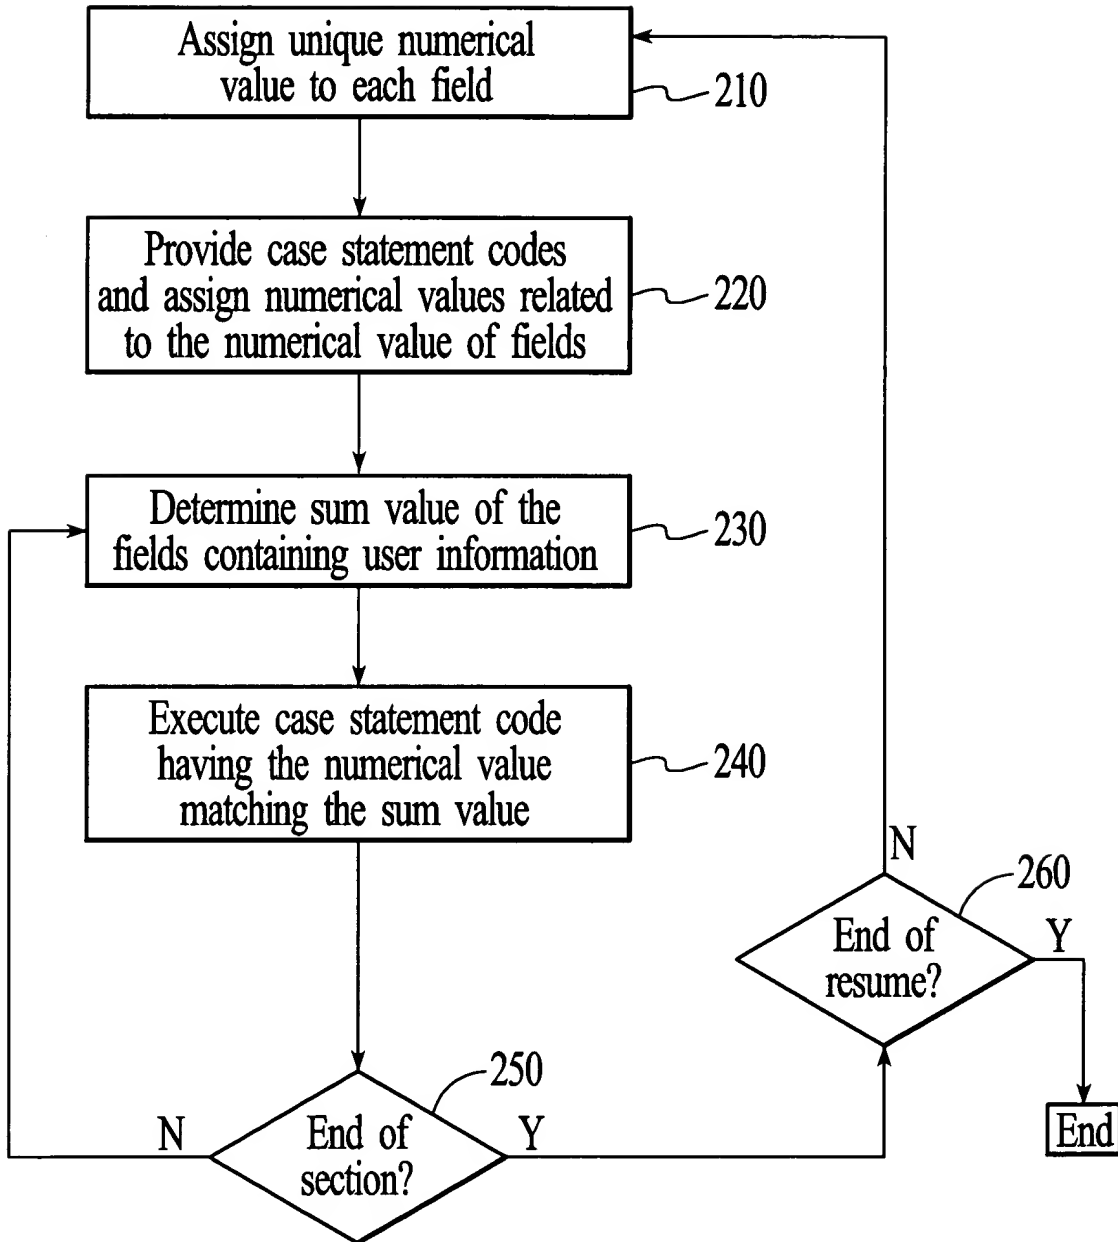 Assign unique numerical
value to each field
210
Provide case statement codes
and assign numerical values related
to the numerical value of fields
220
Determine sum value of the
fields containing user information
230
Execute case statement code
having the numerical value
matching the sum value
240
N
260
End of
resume?
Y
250
N
End of
section?
Y
End